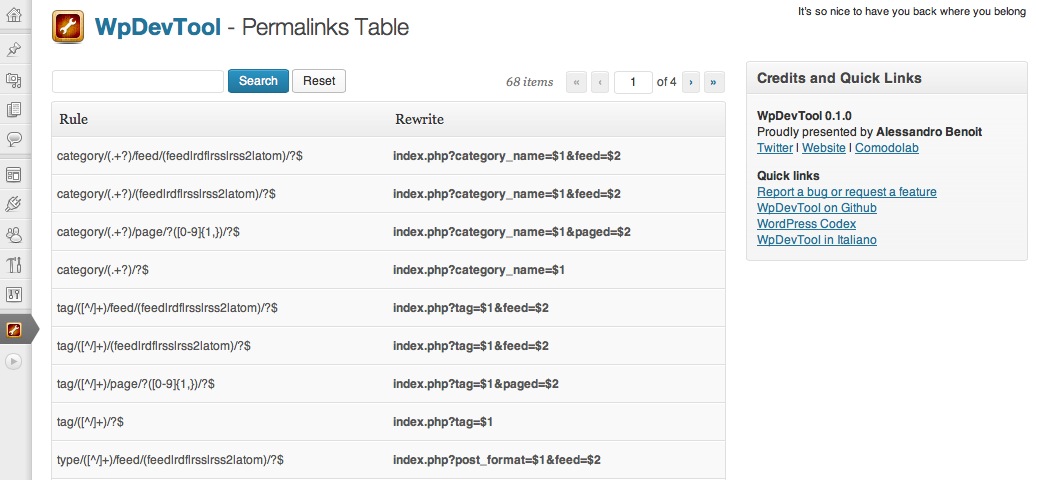 It's so nice to have you back where you belong
WpDevTool - Permalinks Table
Search Reset 68 items « ‹ 1 of 4 › »
Rule Rewrite
category/(.+?)/feed/(feed|rdf|rss|rss2|atom)/?$ index.php?category_name=$1&feed=$2
category/(.+?)/(feed|rdf|rss|rss2|atom)/?$ index.php?category_name=$1&feed=$2
category/(.+?)/page/?([0-9]{1,})/?$ index.php?category_name=$1&paged=$2
category/(.+?)/?$ index.php?category_name=$1
tag/([^/]+)/feed/(feed|rdf|rss|rss2|atom)/?$ index.php?tag=$1&feed=$2
tag/([^/]+)/(feed|rdf|rss|rss2|atom)/?$ index.php?tag=$1&feed=$2
tag/([^/]+)/page/?([0-9]{1,})/?$ index.php?tag=$1&paged=$2
tag/([^/]+)/?$ index.php?tag=$1
type/([^/]+)/feed/(feed|rdf|rss|rss2|atom)/?$ index.php?post_format=$1&feed=$2
Credits and Quick Links
WpDevTool 0.1.0
Proudly presented by Alessandro Benoit
Twitter | Website | Comodolab
Quick links
Report a bug or request a feature
WpDevTool on Github
WordPress Codex
WpDevTool in Italiano